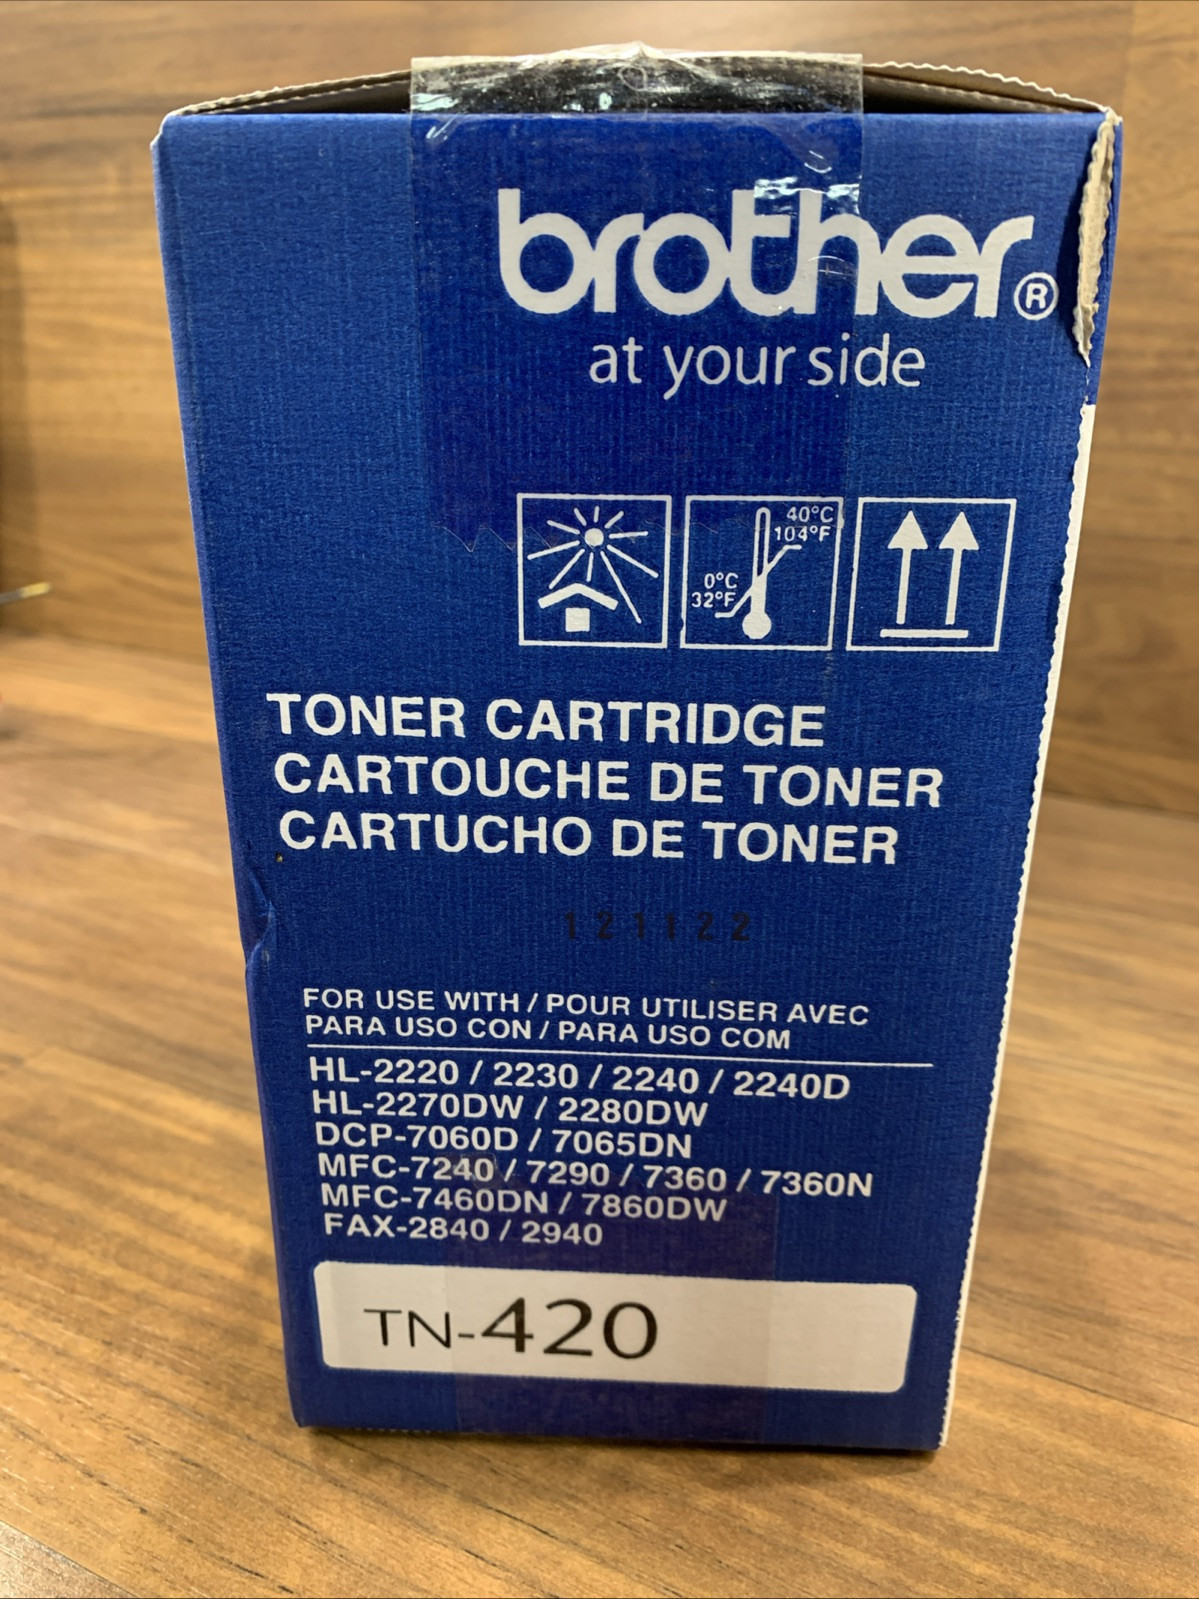 brother®
at your side
40°C
104°F
0°C
32°F
TONER CARTRIDGE
CARTOUCHE DE TONER
CARTUCHO DE TONER
121122
FOR USE WITH / POUR UTILISER AVEC
PARA USO CON / PARA USO COM
HL-2220 / 2230 / 2240 / 2240D
HL-2270DW / 2280DW
DCP-7060D / 7065DN
MFC-7240 / 7290 / 7360 / 7360N
MFC-7460DN / 7860DW
FAX-2840 / 2940
TN-420